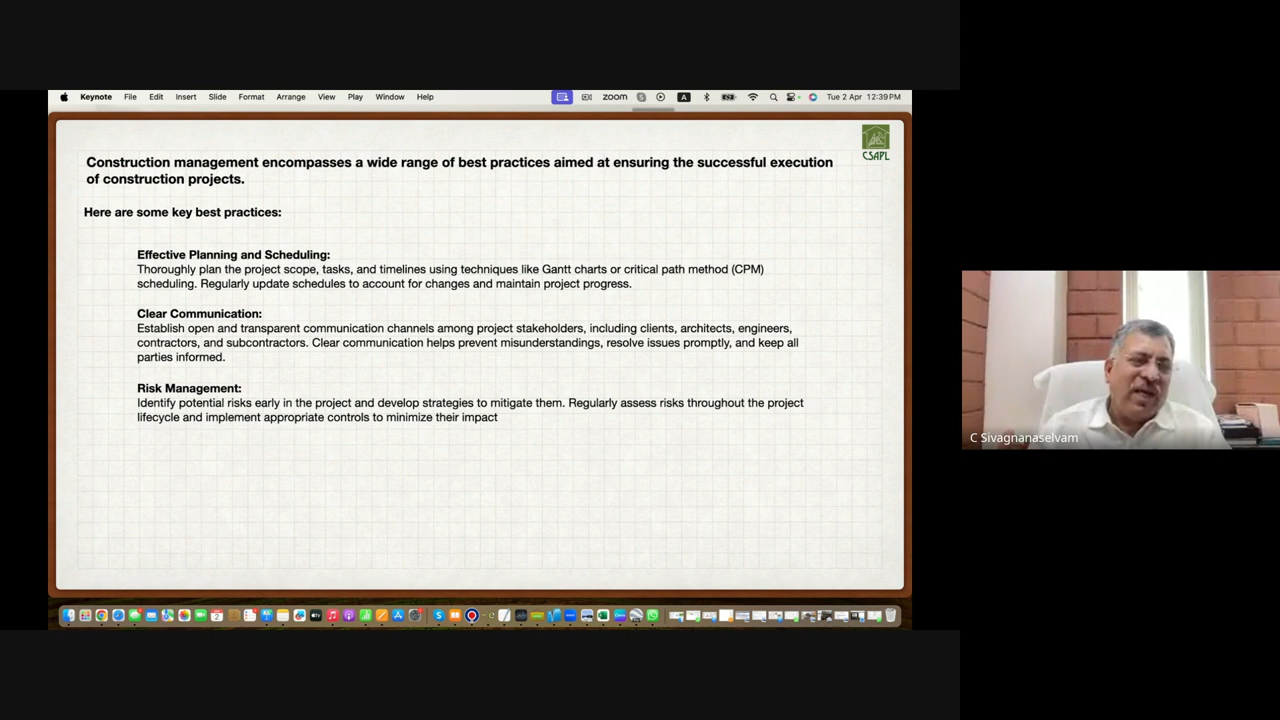 Keynote File Edit Insert Slide Format Arrange View Play Window Help zoom A Tue 2 Apr 12:39 PM
CSAPL
Construction management encompasses a wide range of best practices aimed at ensuring the successful execution
of construction projects.
Here are some key best practices:
Effective Planning and Scheduling:
Thoroughly plan the project scope, tasks, and timelines using techniques like Gantt charts or critical path method (CPM)
scheduling. Regularly update schedules to account for changes and maintain project progress.
Clear Communication:
Establish open and transparent communication channels among project stakeholders, including clients, architects, engineers,
contractors, and subcontractors. Clear communication helps prevent misunderstandings, resolve issues promptly, and keep all
parties informed.
Risk Management:
Identify potential risks early in the project and develop strategies to mitigate them. Regularly assess risks throughout the project
lifecycle and implement appropriate controls to minimize their impact
C Sivagnanaselvam